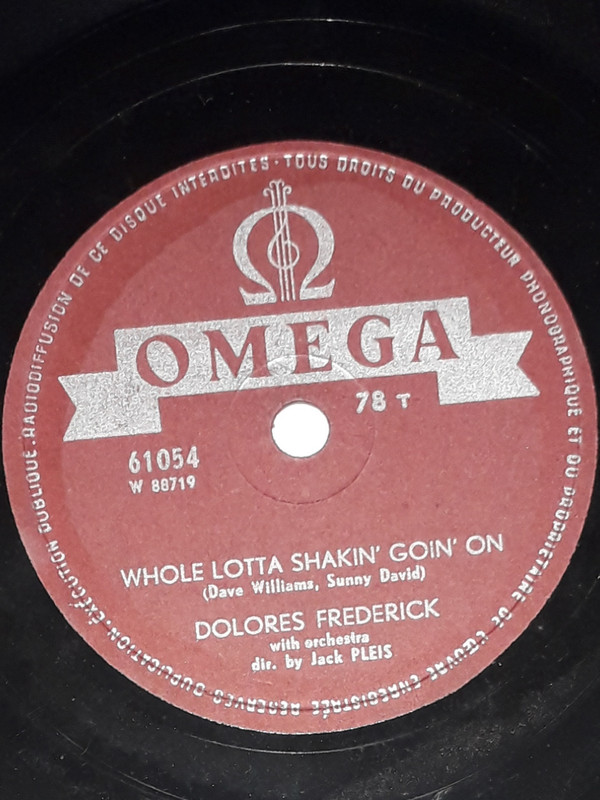 TOUS DROITS DU PRODUCTEUR PHONOGRAPHIQUE ET DU PROPRIETAIRE DE L'ŒUVRE ENREGISTRÉE RESERVES·DUPLICATION·EXÉCUTION PUBLIQUE·RADIODIFFUSION DE CE DISQUE INTERDITES·
OMEGA
78 T
61054
W 88719
WHOLE LOTTA SHAKIN' GOIN' ON
(Dave Williams, Sunny David)
DOLORES FREDERICK
with orchestra
dir. by Jack PLEIS